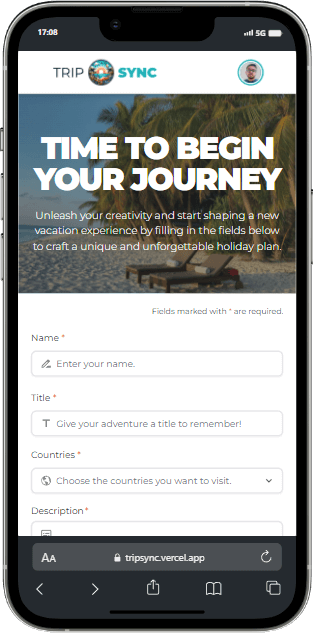 17:08 5G
TRIP SYNC
TIME TO BEGIN
YOUR JOURNEY
Unleash your creativity and start shaping a new
vacation experience by filling in the fields below
to craft a unique and unforgettable holiday plan.
Fields marked with * are required.
Name *
Enter your name.
Title *
Give your adventure a title to remember!
Countries *
Choose the countries you want to visit.
Description *
AA tripsync.vercel.app